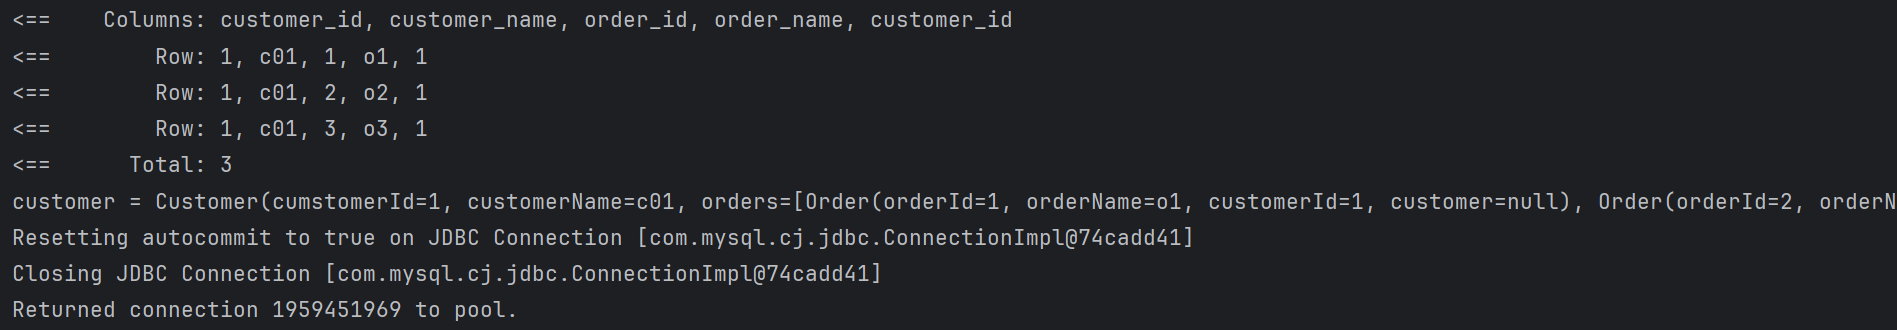 <==    Columns: customer_id, customer_name, order_id, order_name, customer_id
<==        Row: 1, c01, 1, o1, 1
<==        Row: 1, c01, 2, o2, 1
<==        Row: 1, c01, 3, o3, 1
<==      Total: 3
customer = Customer(cumstomerId=1, customerName=c01, orders=[Order(orderId=1, orderName=o1, customerId=1, customer=null), Order(orderId=2, orderN
Resetting autocommit to true on JDBC Connection [com.mysql.cj.jdbc.ConnectionImpl@74cadd41]
Closing JDBC Connection [com.mysql.cj.jdbc.ConnectionImpl@74cadd41]
Returned connection 1959451969 to pool.